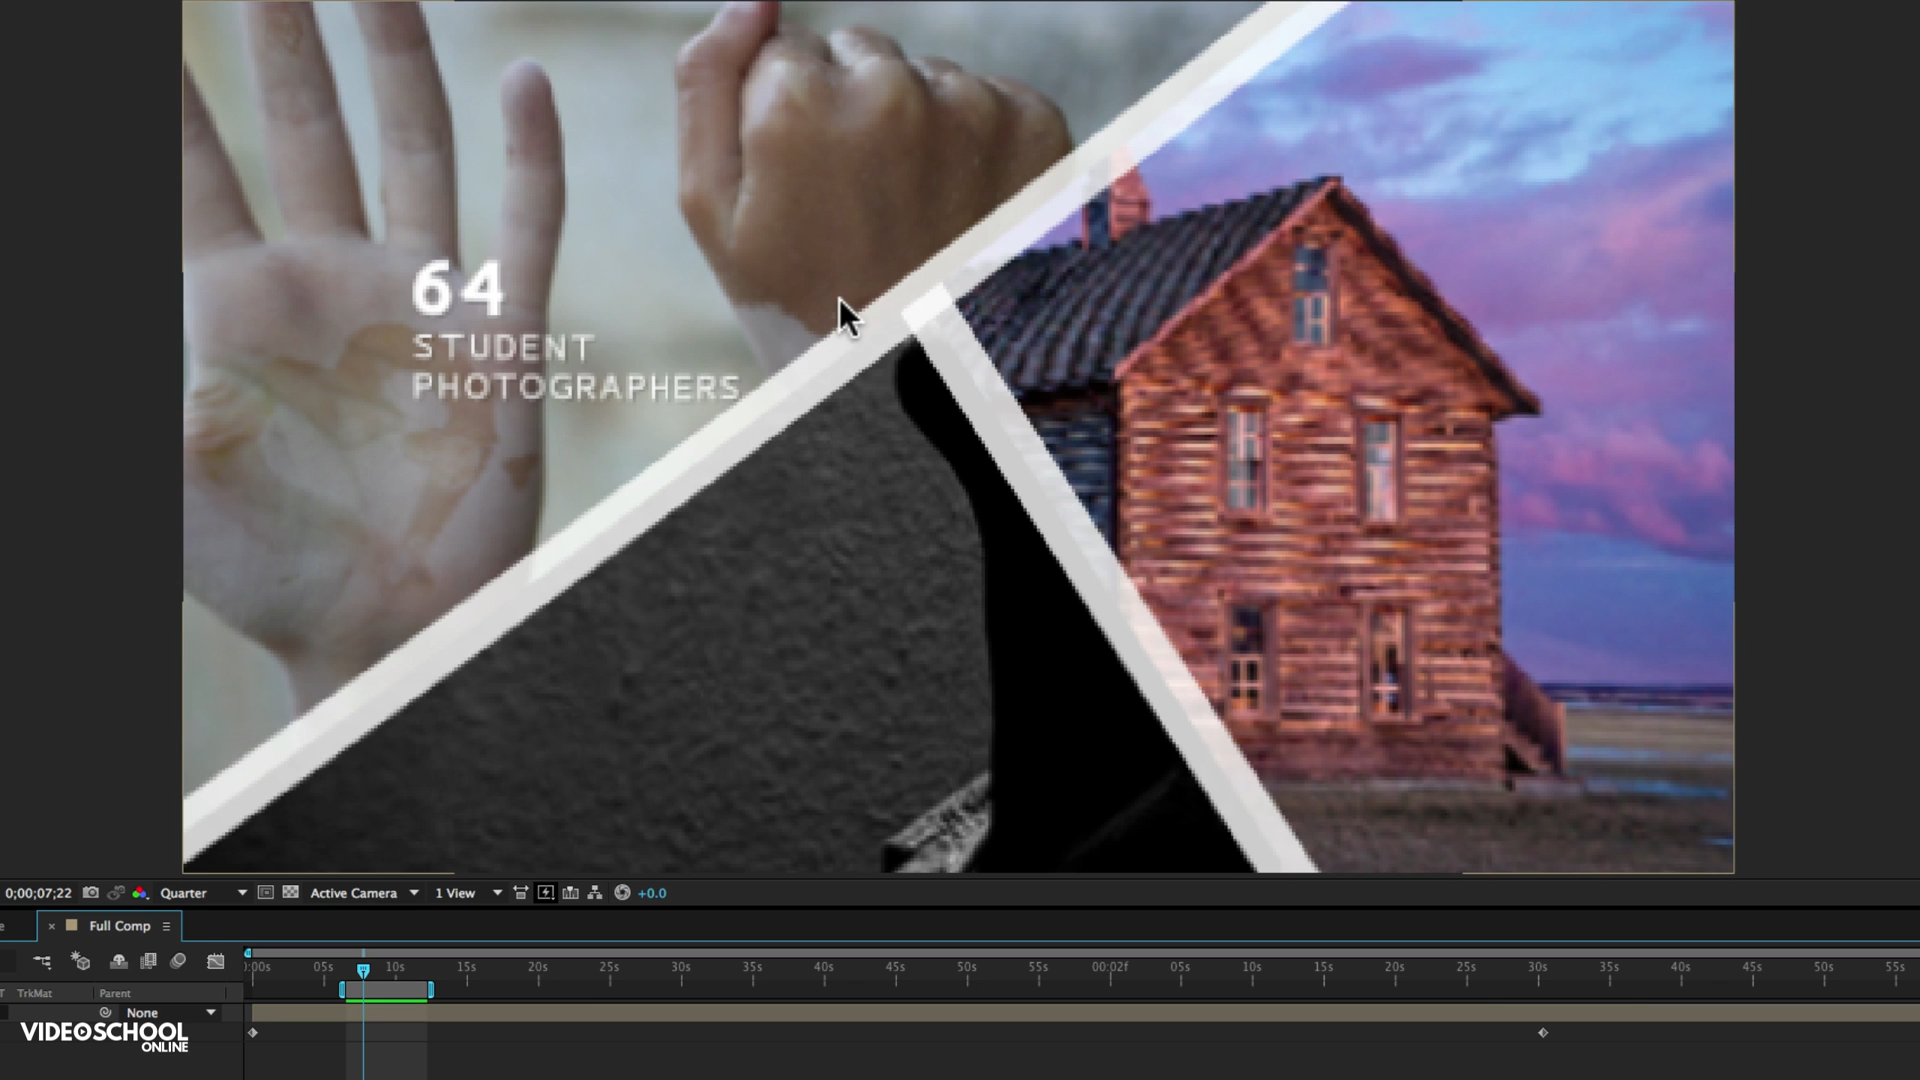 64
STUDENT
PHOTOGRAPHERS
0;00;07;22
Quarter
Active Camera
1 View
+0.0
e
× Full Comp
:00s 05s 10s 15s 20s 25s 30s 35s 40s 45s 50s 55s 00:02f 05s 10s 15s 20s 25s 30s 35s 40s 45s 50s 55s
T TrkMat Parent
None
VIDEOSCHOOL
ONLINE